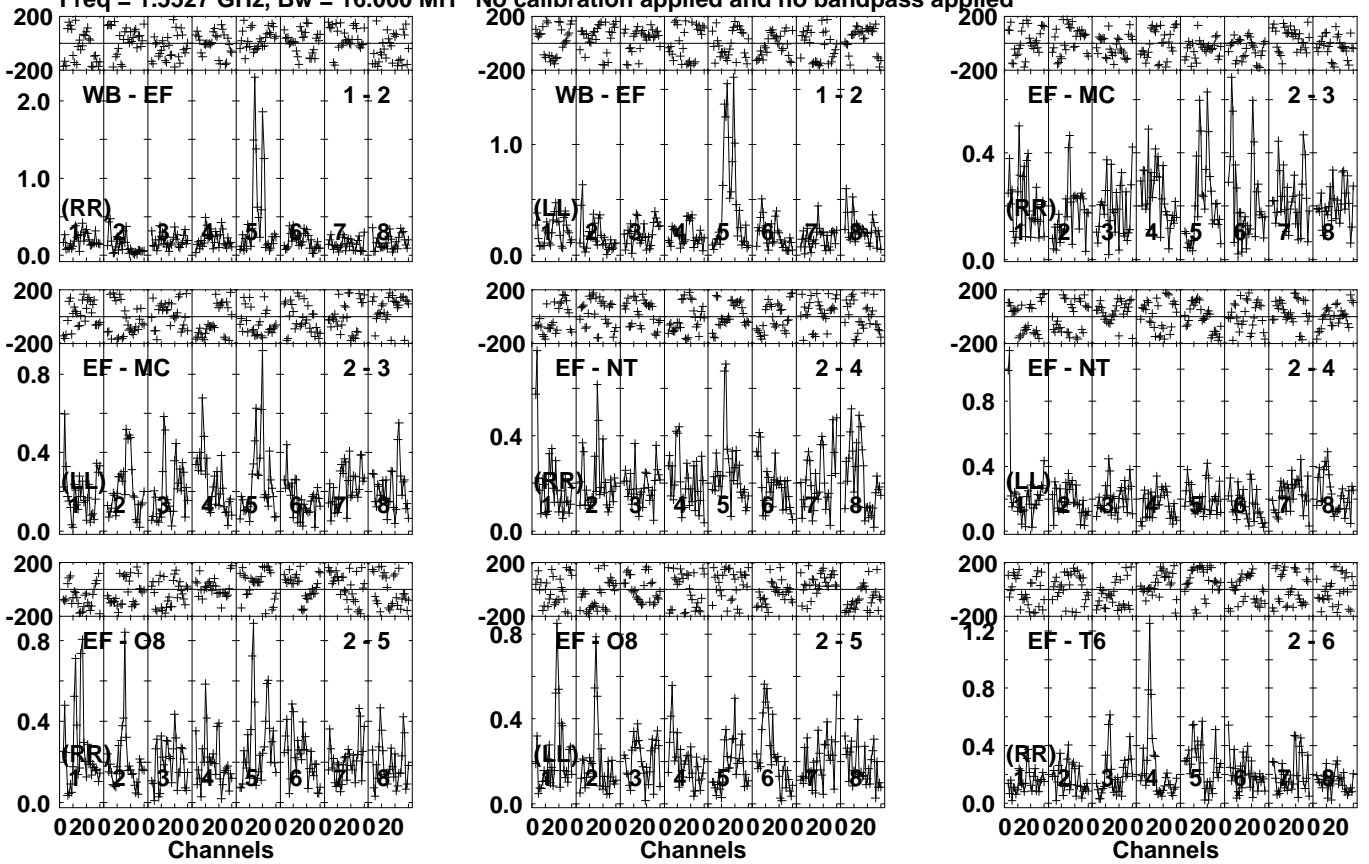 Freq = 1.5527 GHz, Bw = 16.000 MH No calibration applied and no bandpass applied
200 200 200
-200 -200 -200
WB - EF 1 - 2 WB - EF 1 - 2 EF - MC 2 - 3
2.0
1.0 0.4
1.0
(RR) (LL) (RR)
1 2 3 4 5 6 7 8 1 2 3 4 5 6 7 8 1 2 3 4 5 6 7 8
0.0 0.0 0.0
200 200 200
-200 -200 -200
EF - MC 2 - 3 EF - NT 2 - 4 EF - NT 2 - 4
0.8 0.8
0.4 0.4 0.4
(LL) (RR) (LL)
1 2 3 4 5 6 7 8 1 2 3 4 5 6 7 8 1 2 3 4 5 6 7 8
0.0 0.0 0.0
200 200 200
-200 -200 -200
EF - O8 2 - 5 EF - O8 2 - 5 EF - T6 2 - 6
0.8 0.8 1.2
0.8
0.4 0.4 0.4
(RR) (LL) (RR)
1 2 3 4 5 6 7 8 1 2 3 4 5 6 7 8 1 2 3 4 5 6 7 8
0.0 0.0 0.0
0 20 0 20 0 20 0 20 0 20 0 20 0 20 0 20 0 20 0 20 0 20 0 20 0 20 0 20 0 20 0 20 0 20 0 20 0 20 0 20 0 20 0 20 0 20 0 20
Channels Channels Channels